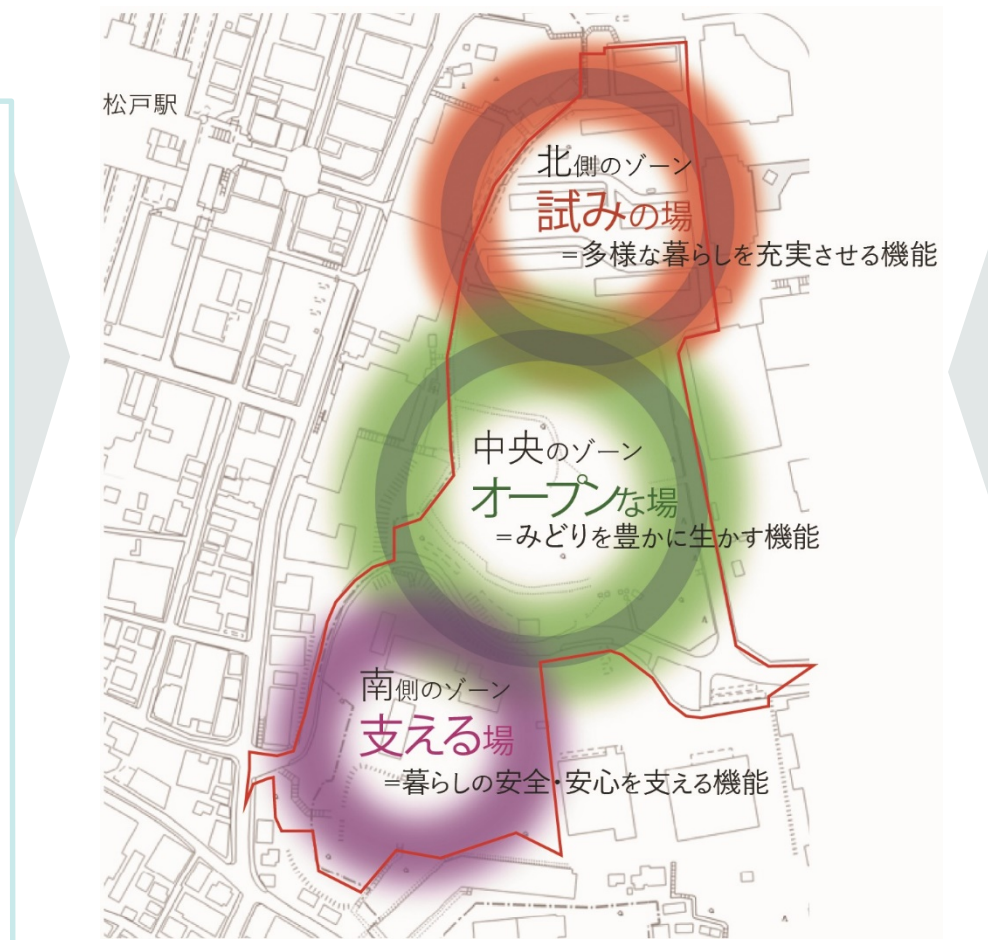 松戸駅
北側のゾーン
試みの場
=多様な暮らしを充実させる機能
中央のゾーン
オープンな場
=みどりを豊かに生かす機能
南側のゾーン
支える場
=暮らしの安全・安心を支える機能